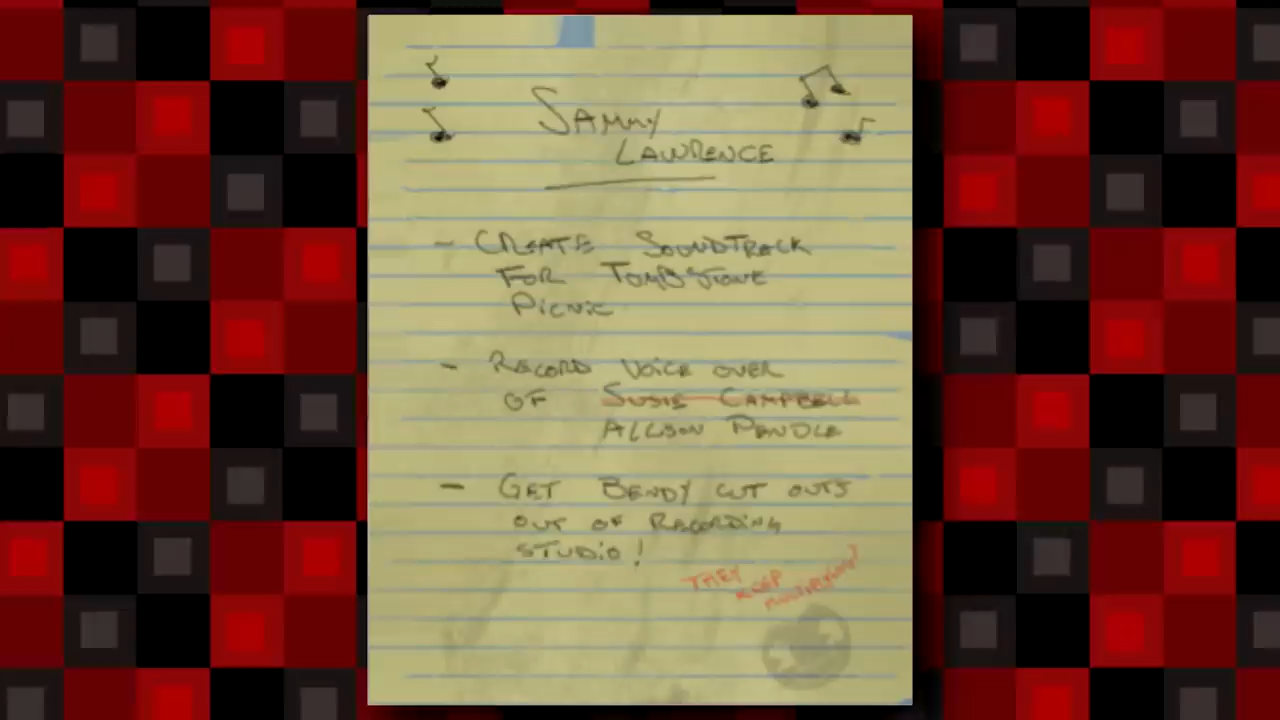 SAMMY
LAWRENCE
- CREATE SOUNDTRACK
FOR TOMBSTONE
PICNIC
- RECORD VOICE OVER
OF SUSIE CAMPBELL
ALLISON PENDLE
- GET BENDY CUT OUTS
OUT OF RECORDING
STUDIO!
THEY
KEEP
MULTIPLYING!